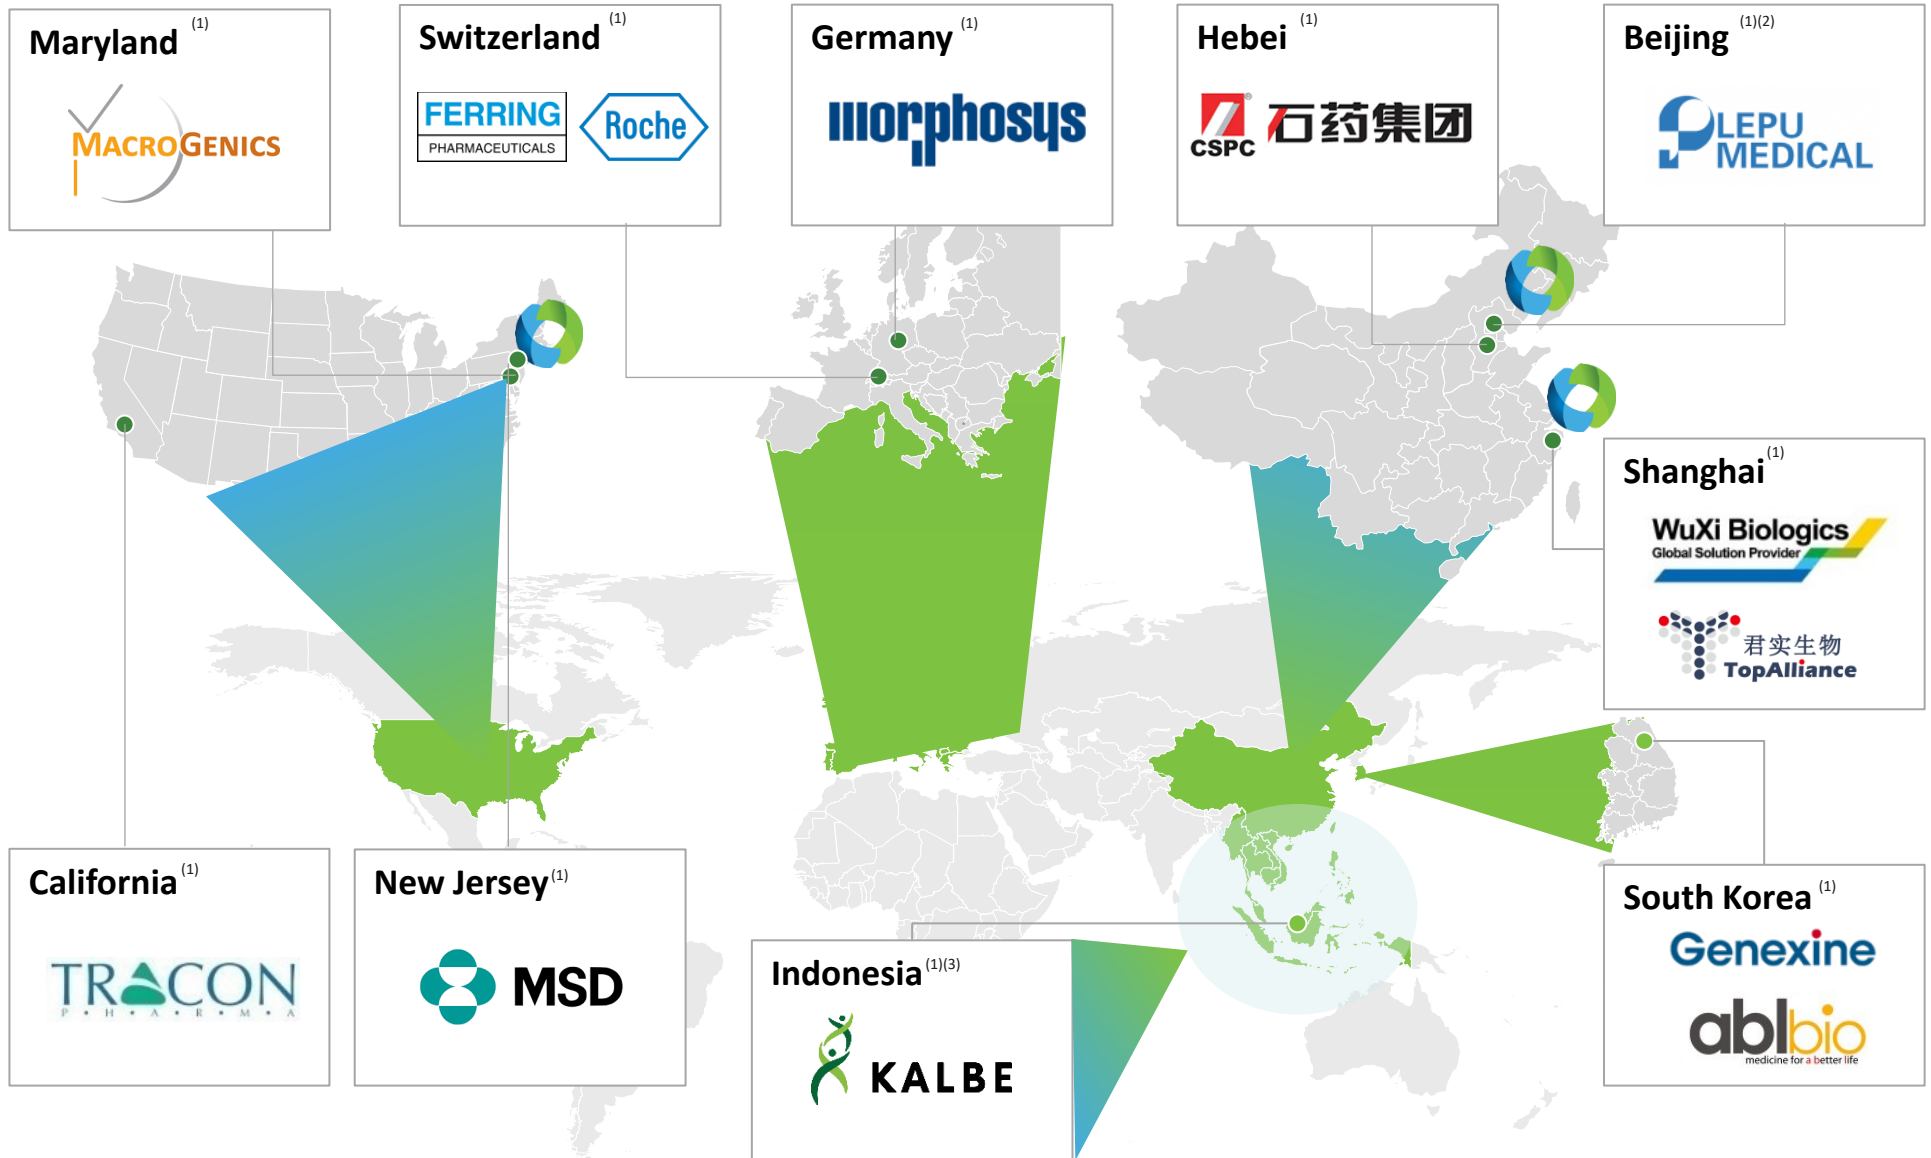 Maryland (1)
MACROGENICS
Switzerland (1)
FERRING
PHARMACEUTICALS
Roche
Germany (1)
morphosys
Hebei (1)
CSPC
®
石药集团
Beijing (1)(2)
LEPU
MEDICAL
Shanghai (1)
WuXi Biologics
Global Solution Provider
君实生物
TopAlliance
California (1)
TRACON
P•H•A•R•M•A
New Jersey (1)
MSD
Indonesia (1)(3)
KALBE
South Korea (1)
Genexine
ablbio
medicine for a better life